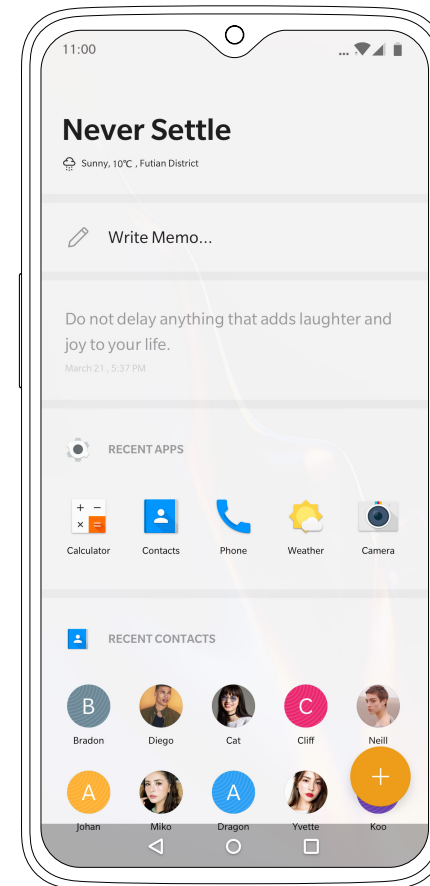 11:00
Never Settle
Sunny, 10℃ , Futian District
Write Memo...
Do not delay anything that adds laughter and
joy to your life.
March 21 , 5:37 PM
RECENT APPS
Calculator Contacts Phone Weather Camera
RECENT CONTACTS
B C
Bradon Diego Cat Cliff Neill
A A
Johan Miko Dragon Yvette Koo